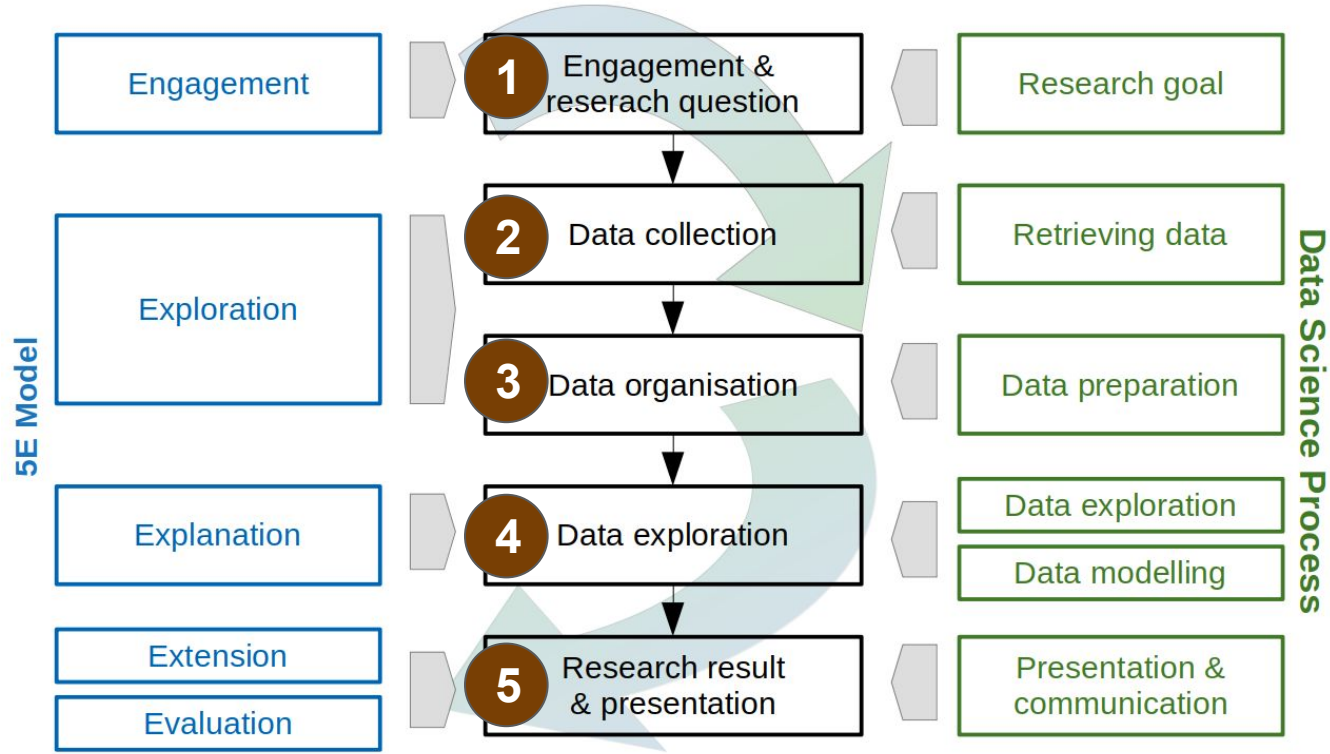 Engagement
1
Engagement &
reserach question
Research goal
2
Data collection
Retrieving data
Exploration
3
Data organisation
Data preparation
5E Model
Data Science Process
Explanation
4
Data exploration
Data exploration
Data modelling
Extension
Evaluation
5
Research result
& presentation
Presentation &
communication